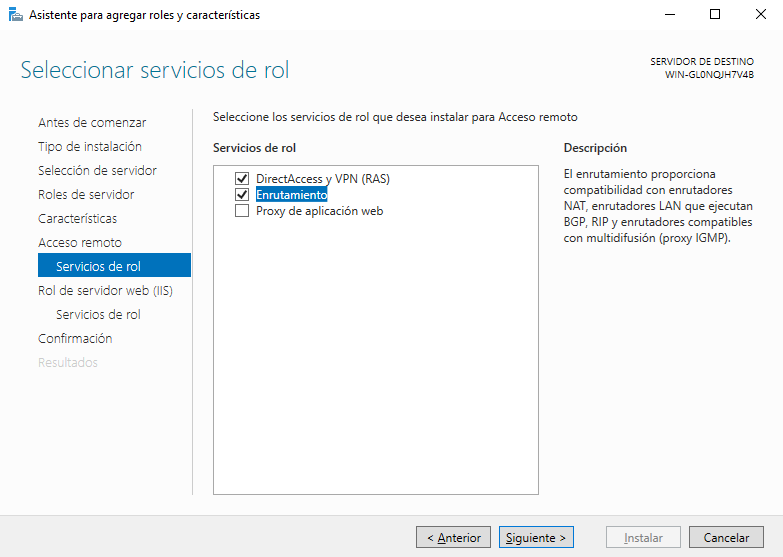 Asistente para agregar roles y características
Seleccionar servicios de rol
SERVIDOR DE DESTINO
WIN-GL0NQJH7V4B
Antes de comenzar
Tipo de instalación
Selección de servidor
Roles de servidor
Características
Acceso remoto
Servicios de rol
Rol de servidor web (IIS)
Servicios de rol
Confirmación
Resultados
Seleccione los servicios de rol que desea instalar para Acceso remoto
Servicios de rol
DirectAccess y VPN (RAS)
Enrutamiento
Proxy de aplicación web
Descripción
El enrutamiento proporciona
compatibilidad con enrutadores
NAT, enrutadores LAN que ejecutan
BGP, RIP y enrutadores compatibles
con multidifusión (proxy IGMP).
< Anterior
Siguiente >
Instalar
Cancelar